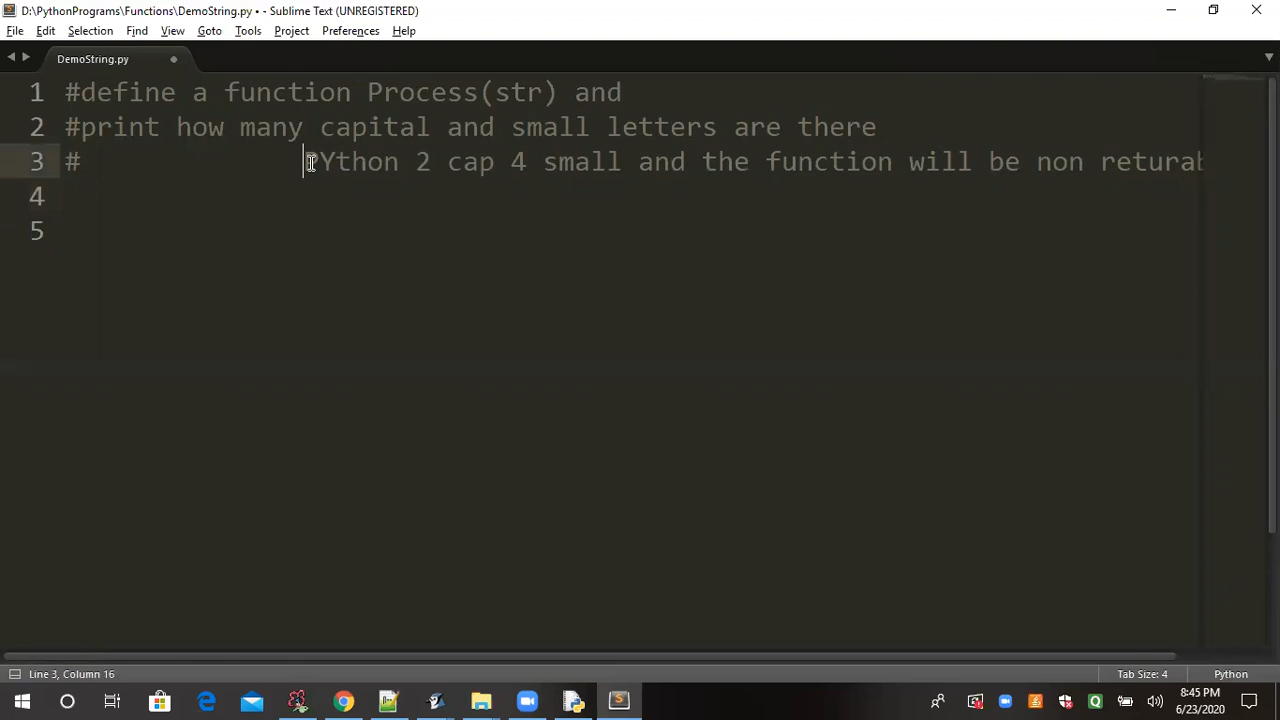 D:\PythonPrograms\Functions\DemoString.py • - Sublime Text (UNREGISTERED)
File Edit Selection Find View Goto Tools Project Preferences Help
DemoString.py
1 #define a function Process(str) and
2 #print how many capital and small letters are there
3 # PYthon 2 cap 4 small and the function will be non returab
4
5
Line 3, Column 16 Tab Size: 4 Python
8:45 PM
6/23/2020